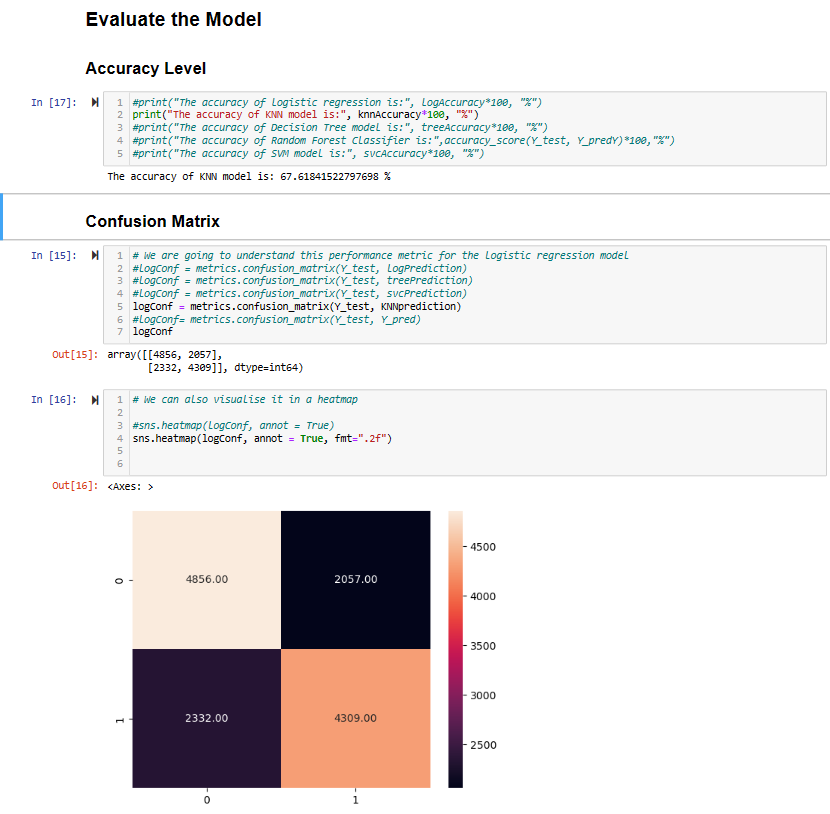 Evaluate the Model
Accuracy Level
In [17]:
1 #print("The accuracy of Logistic regression is:", logAccuracy*100, "%")
2 print("The accuracy of KNN model is:", knnAccuracy*100, "%")
3 #print("The accuracy of Decision Tree model is:", treeAccuracy*100, "%")
4 #print("The accuracy of Random Forest Classifier is:",accuracy_score(Y_test, Y_predY)*100,"%")
5 #print("The accuracy of SVM model is:", svcAccuracy*100, "%")
The accuracy of KNN model is: 67.61841522797698 %
Confusion Matrix
In [15]:
1 # We are going to understand this performance metric for the Logistic regression model
2 #logConf = metrics.confusion_matrix(Y_test, logPrediction)
3 #logConf = metrics.confusion_matrix(Y_test, treePrediction)
4 #logConf = metrics.confusion_matrix(Y_test, svcPrediction)
5 logConf = metrics.confusion_matrix(Y_test, KNNprediction)
6 #logConf= metrics.confusion_matrix(Y_test, Y_pred)
7 logConf
Out[15]: array([[4856, 2057],
[2332, 4309]], dtype=int64)
In [16]:
1 # We can also visualise it in a heatmap
2
3 #sns.heatmap(logConf, annot = True)
4 sns.heatmap(logConf, annot = True, fmt=".2f")
5
6
Out[16]: <Axes: >
4500
0 4856.00 2057.00
4000
3500
3000
1 2332.00 4309.00
2500
0 1